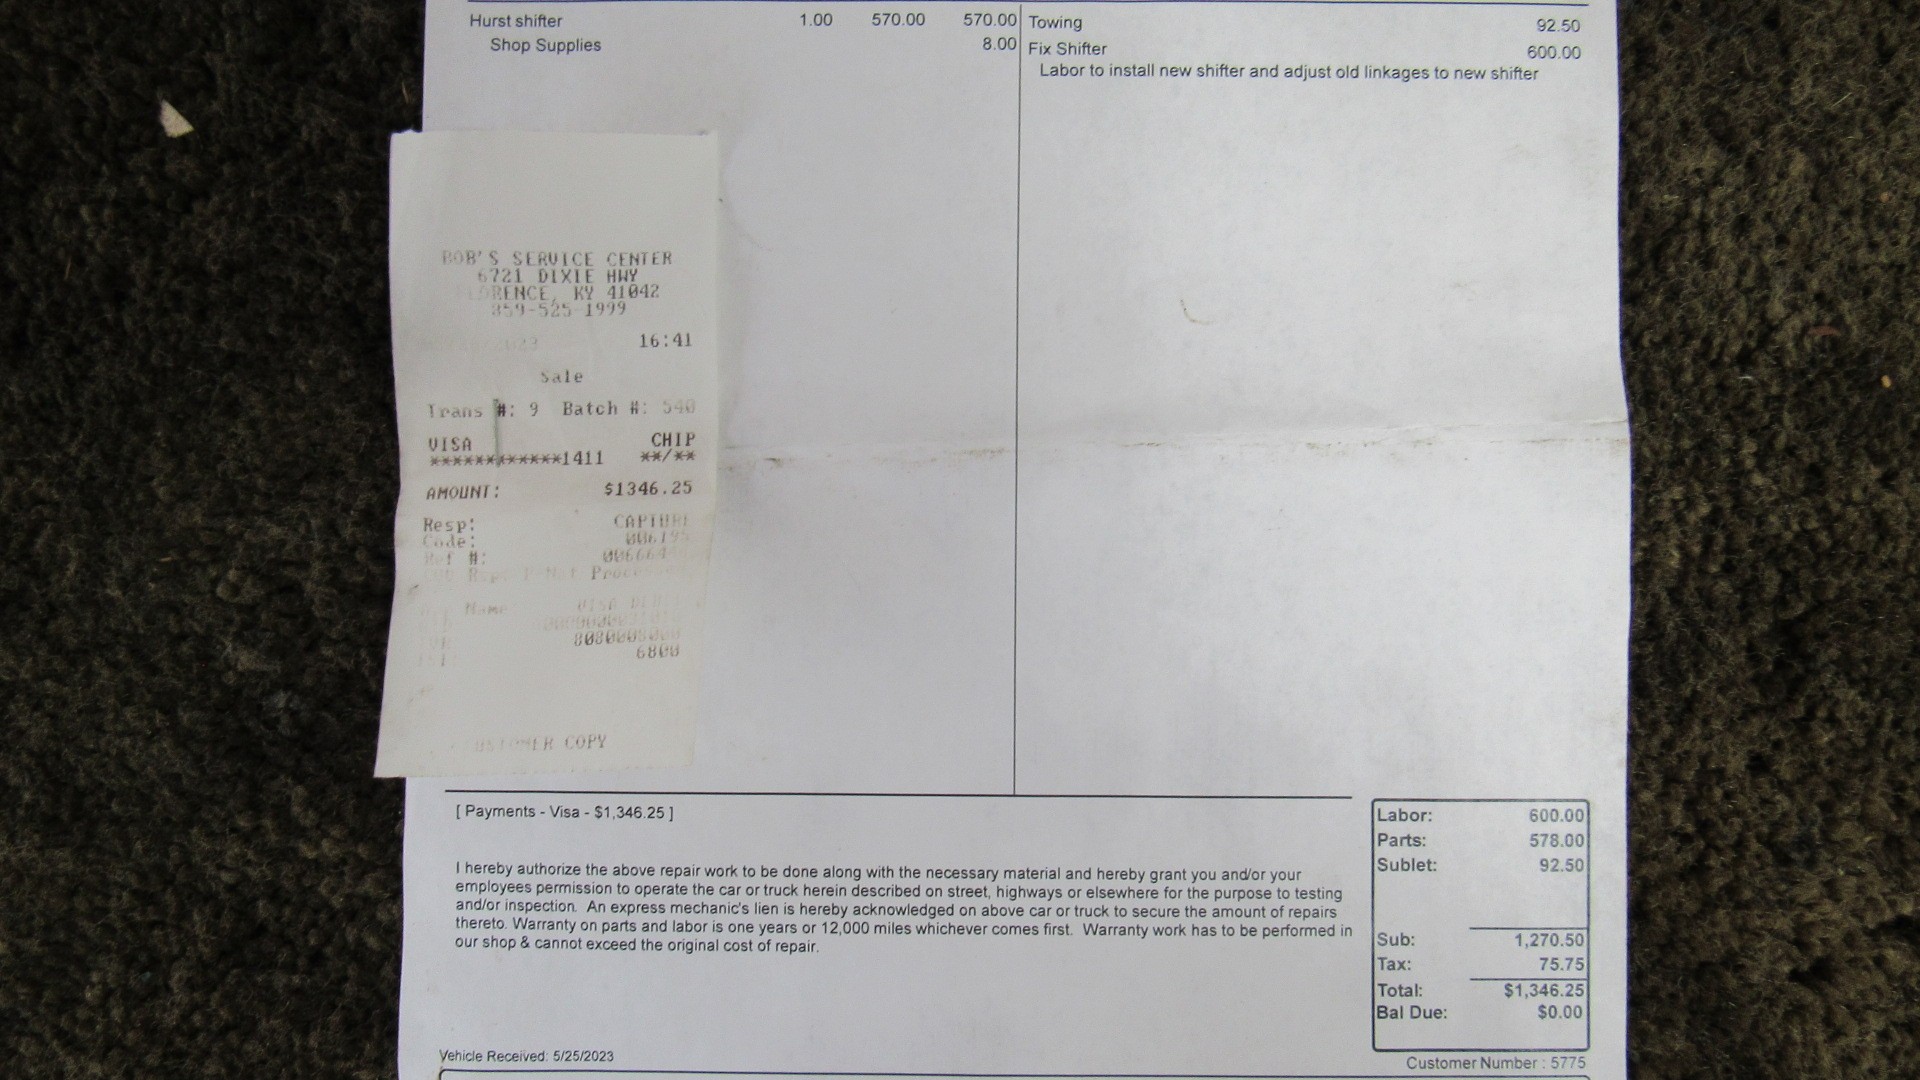 Hurst shifter 1.00 570.00 570.00
Shop Supplies 8.00
Towing 92.50
Fix Shifter 600.00
Labor to install new shifter and adjust old linkages to new shifter
BOB'S SERVICE CENTER
6721 DIXIE HWY
FLORENCE, KY 41042
859-525-1999
16:41
Sale
Trans #: 9 Batch #: 540
VISA CHIP
************1411 **/**
AMOUNT: $1346.25
Resp: CAPTURE
Code: 006195
Ref #:
Name VISA
6800
CUSTOMER COPY
[ Payments - Visa - $1,346.25 ]
I hereby authorize the above repair work to be done along with the necessary material and hereby grant you and/or your
employees permission to operate the car or truck herein described on street, highways or elsewhere for the purpose to testing
and/or inspection. An express mechanic's lien is hereby acknowledged on above car or truck to secure the amount of repairs
thereto. Warranty on parts and labor is one years or 12,000 miles whichever comes first. Warranty work has to be performed in
our shop & cannot exceed the original cost of repair.
Labor: 600.00
Parts: 578.00
Sublet: 92.50
Sub: 1,270.50
Tax: 75.75
Total: $1,346.25
Bal Due: $0.00
Vehicle Received: 5/25/2023
Customer Number : 5775